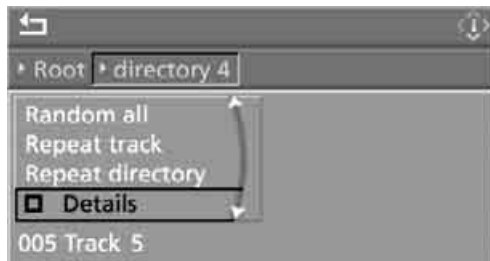 Root directory 4
Random all
Repeat track
Repeat directory
Details
005 Track 5